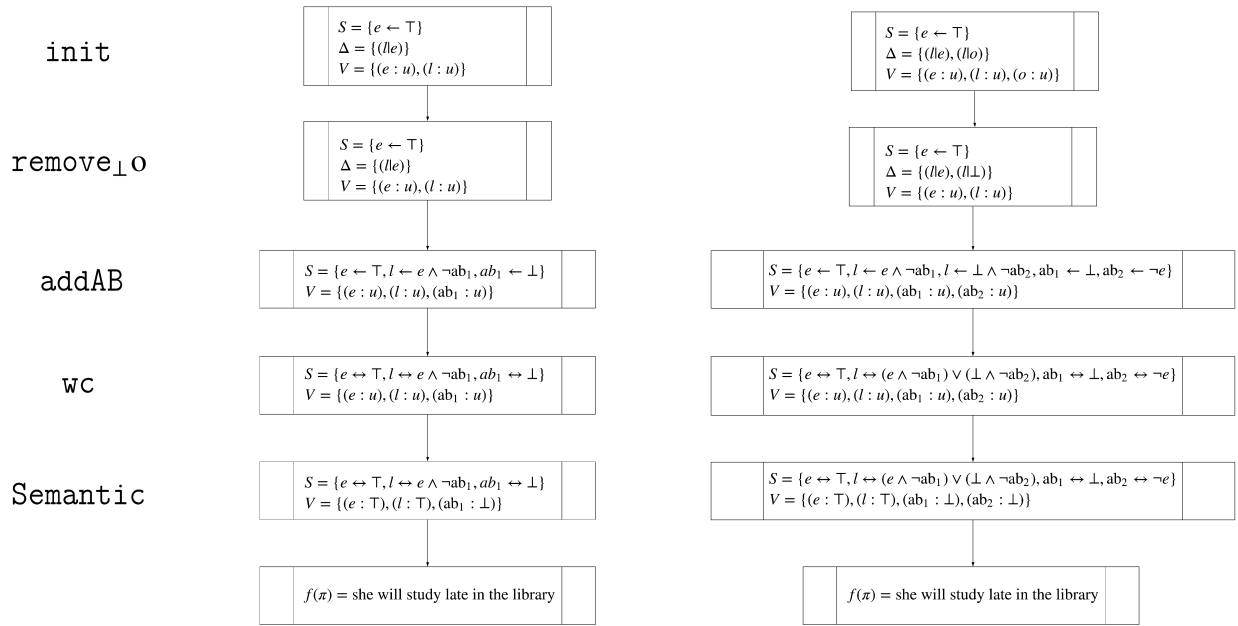 init
S = {e ← ⊤}
Δ = {(l|e)}
V = {(e : u), (l : u)}
S = {e ← ⊤}
Δ = {(l|e), (l|o)}
V = {(e : u), (l : u), (o : u)}
remove⊥o
S = {e ← ⊤}
Δ = {(l|e)}
V = {(e : u), (l : u)}
S = {e ← ⊤}
Δ = {(l|e), (l|⊥)}
V = {(e : u), (l : u)}
addAB
S = {e ← ⊤, l ← e ∧ ¬ab₁, ab₁ ← ⊥}
V = {(e : u), (l : u), (ab₁ : u)}
S = {e ← ⊤, l ← e ∧ ¬ab₁, l ← ⊥ ∧ ¬ab₂, ab₁ ← ⊥, ab₂ ← ¬e}
V = {(e : u), (l : u), (ab₁ : u), (ab₂ : u)}
wc
S = {e ↔ ⊤, l ↔ e ∧ ¬ab₁, ab₁ ↔ ⊥}
V = {(e : u), (l : u), (ab₁ : u)}
S = {e ↔ ⊤, l ↔ (e ∧ ¬ab₁) ∨ (⊥ ∧ ¬ab₂), ab₁ ↔ ⊥, ab₂ ↔ ¬e}
V = {(e : u), (l : u), (ab₁ : u), (ab₂ : u)}
Semantic
S = {e ↔ ⊤, l ↔ e ∧ ¬ab₁, ab₁ ↔ ⊥}
V = {(e : ⊤), (l : ⊤), (ab₁ : ⊥)}
S = {e ↔ ⊤, l ↔ (e ∧ ¬ab₁) ∨ (⊥ ∧ ¬ab₂), ab₁ ↔ ⊥, ab₂ ↔ ¬e}
V = {(e : ⊤), (l : ⊤), (ab₁ : ⊥), (ab₂ : ⊥)}
f(π) = she will study late in the library
f(π) = she will study late in the library